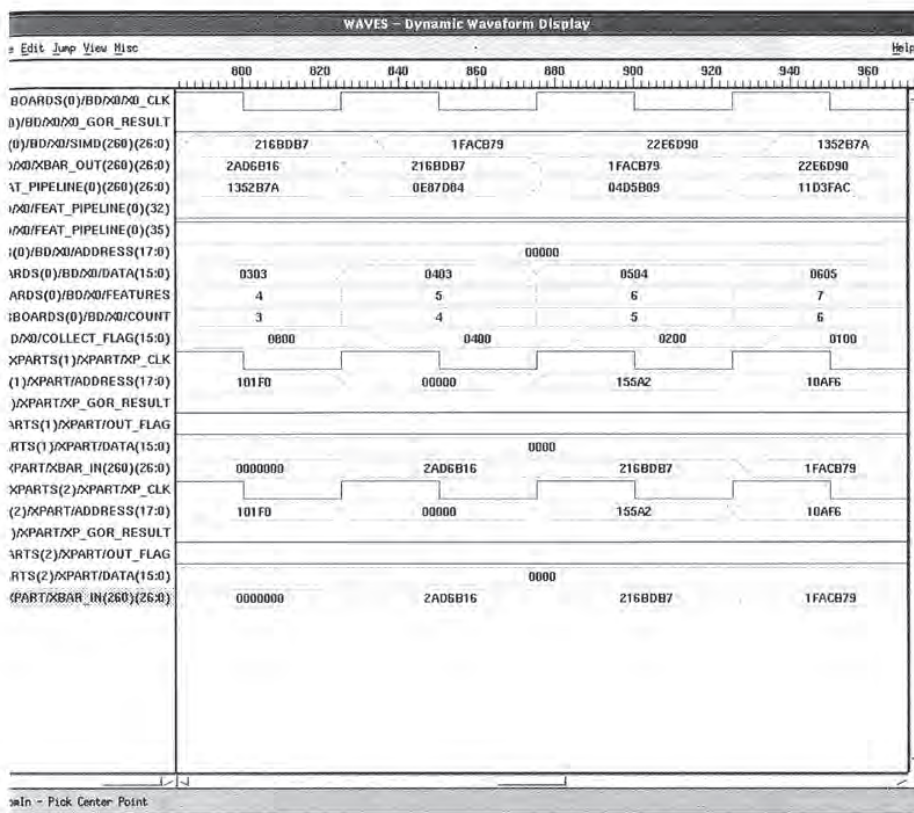 WAVES – Dynamic Waveform Display
e Edit Jump View Misc Help
800 820 840 860 880 900 920 940 960
BOARDS(0)/BD/X0/X0_CLK
0)/BD/X0/X0_GOR_RESULT
(0)/BD/X0/SIMD(260)(26:0) 216BDB7 1FACB79 22E6D90 1352B7A
D/X0/XBAR_OUT(260)(26:0) 2AD6B16 216BDB7 1FACB79 22E6D90
AT_PIPELINE(0)(260)(26:0) 1352B7A 0E87DB4 04D5B09 11D3FAC
/X0/FEAT_PIPELINE(0)(32)
/X0/FEAT_PIPELINE(0)(35)
(0)/BD/X0/ADDRESS(17:0) 00000
ARDS(0)/BD/X0/DATA(15:0) 0303 0403 0504 0605
ARDS(0)/BD/X0/FEATURES 4 5 6 7
BOARDS(0)/BD/X0/COUNT 3 4 5 6
D/X0/COLLECT_FLAG(15:0) 0800 0400 0200 0100
XPARTS(1)/XPART/XP_CLK
(1)/XPART/ADDRESS(17:0) 101F0 00000 155A2 10AF6
)/XPART/XP_GOR_RESULT
ARTS(1)/XPART/OUT_FLAG
RTS(1)/XPART/DATA(15:0) 0000
XPART/XBAR_IN(260)(26:0) 0000000 2AD6B16 216BDB7 1FACB79
XPARTS(2)/XPART/XP_CLK
(2)/XPART/ADDRESS(17:0) 101F0 00000 155A2 10AF6
)/XPART/XP_GOR_RESULT
ARTS(2)/XPART/OUT_FLAG
RTS(2)/XPART/DATA(15:0) 0000
XPART/XBAR_IN(260)(26:0) 0000000 2AD6B16 216BDB7 1FACB79
omIn - Pick Center Point